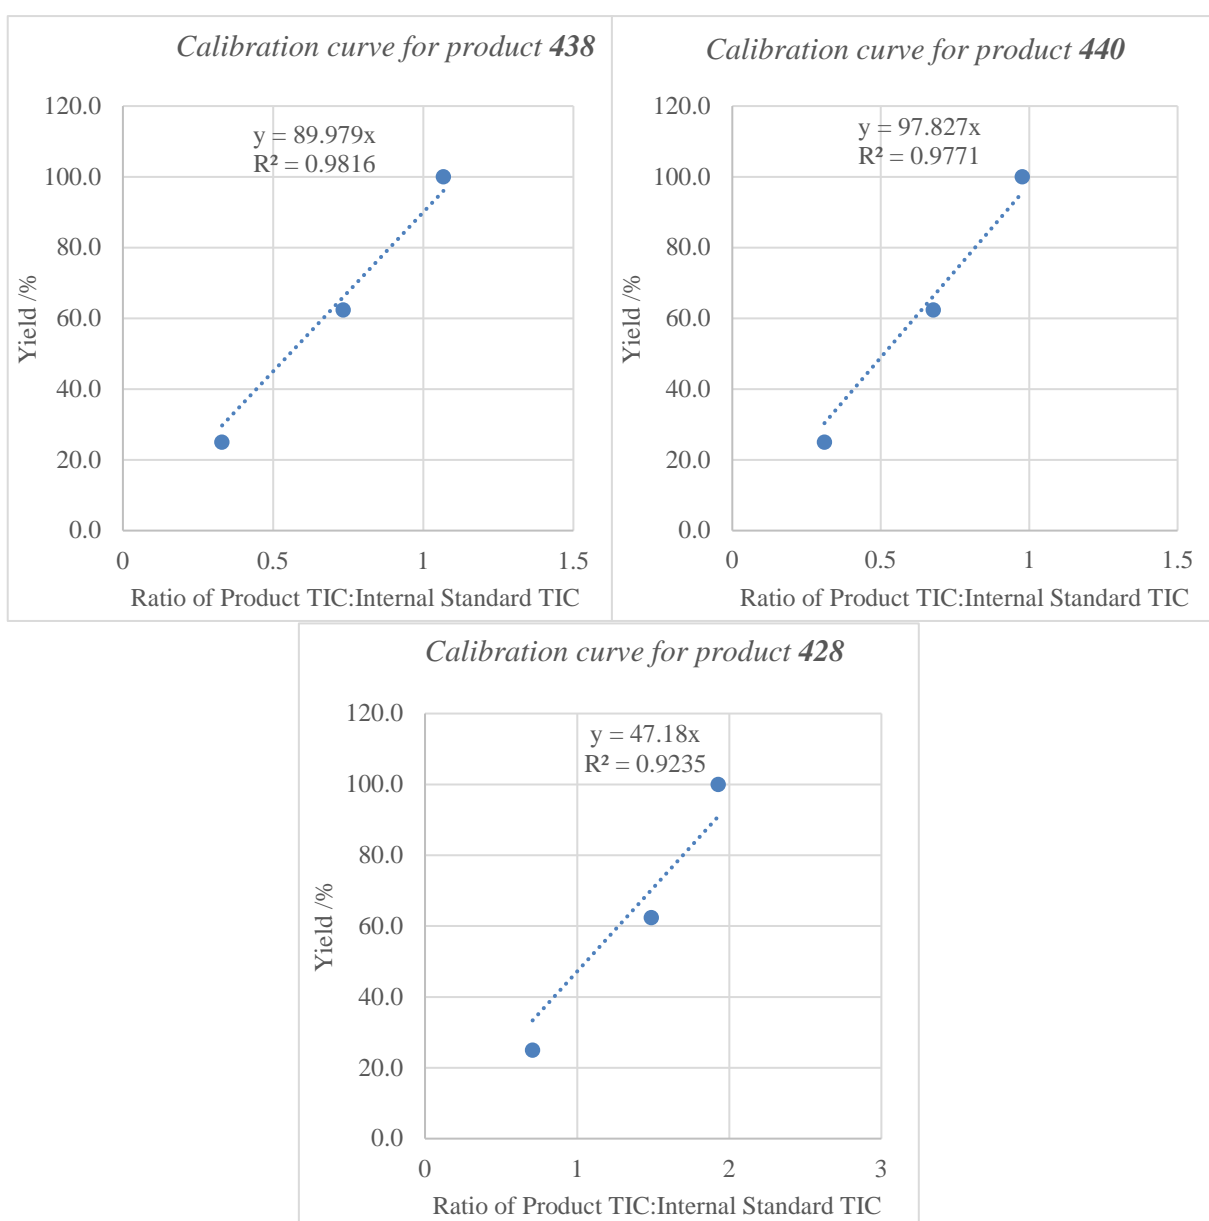 Calibration curve for product 438
y = 89.979x
R² = 0.9816
120.0
100.0
80.0
60.0
40.0
20.0
0.0
Yield /%
0 0.5 1 1.5
Ratio of Product TIC:Internal Standard TIC
Calibration curve for product 440
y = 97.827x
R² = 0.9771
120.0
100.0
80.0
60.0
40.0
20.0
0.0
Yield /%
0 0.5 1 1.5
Ratio of Product TIC:Internal Standard TIC
Calibration curve for product 428
y = 47.18x
R² = 0.9235
120.0
100.0
80.0
60.0
40.0
20.0
0.0
Yield /%
0 1 2 3
Ratio of Product TIC:Internal Standard TIC